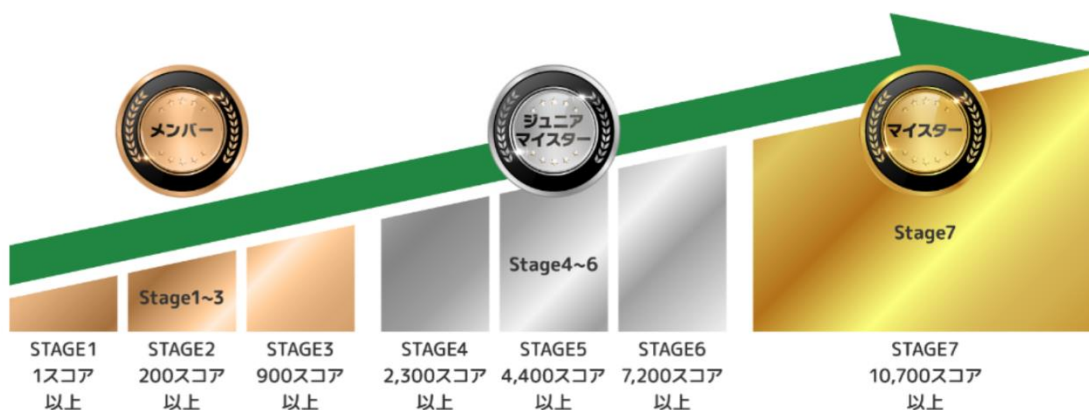 メンバー
ジュニア
マイスター
マイスター
Stage1~3
Stage4~6
Stage7
STAGE1
1スコア
以上
STAGE2
200スコア
以上
STAGE3
900スコア
以上
STAGE4
2,300スコア
以上
STAGE5
4,400スコア
以上
STAGE6
7,200スコア
以上
STAGE7
10,700スコア
以上